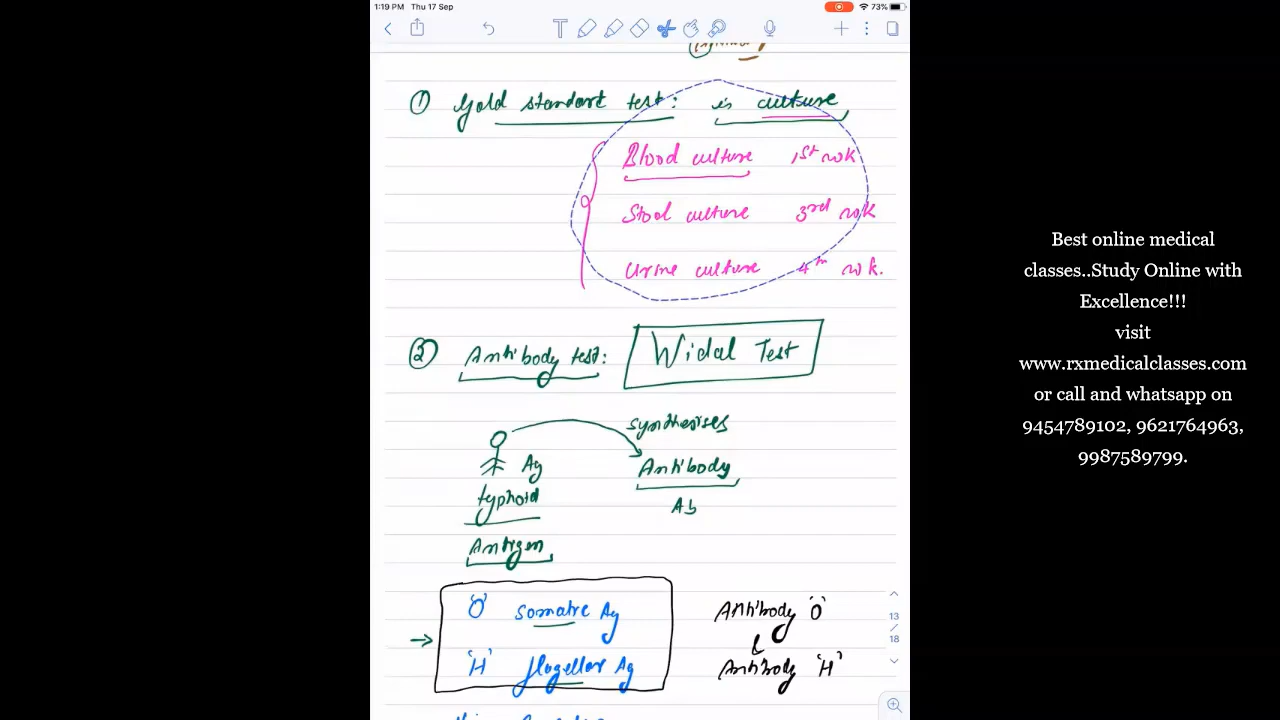 1:19 PM Thu 17 Sep
73%
① Gold standard test: is culture
Blood culture 1st wk
Stool culture 3rd wk
Urine culture 4th wk.
② Antibody test: Widal Test
synthesises
Ag Antibody
typhoid Ab
Antigen
'O' somatic Ag Antibody 'O'
'H' flagellar Ag Antibody 'H'
13
/
18
Best online medical
classes..Study Online with
Excellence!!!
visit
www.rxmedicalclasses.com
or call and whatsapp on
9454789102, 9621764963,
9987589799.